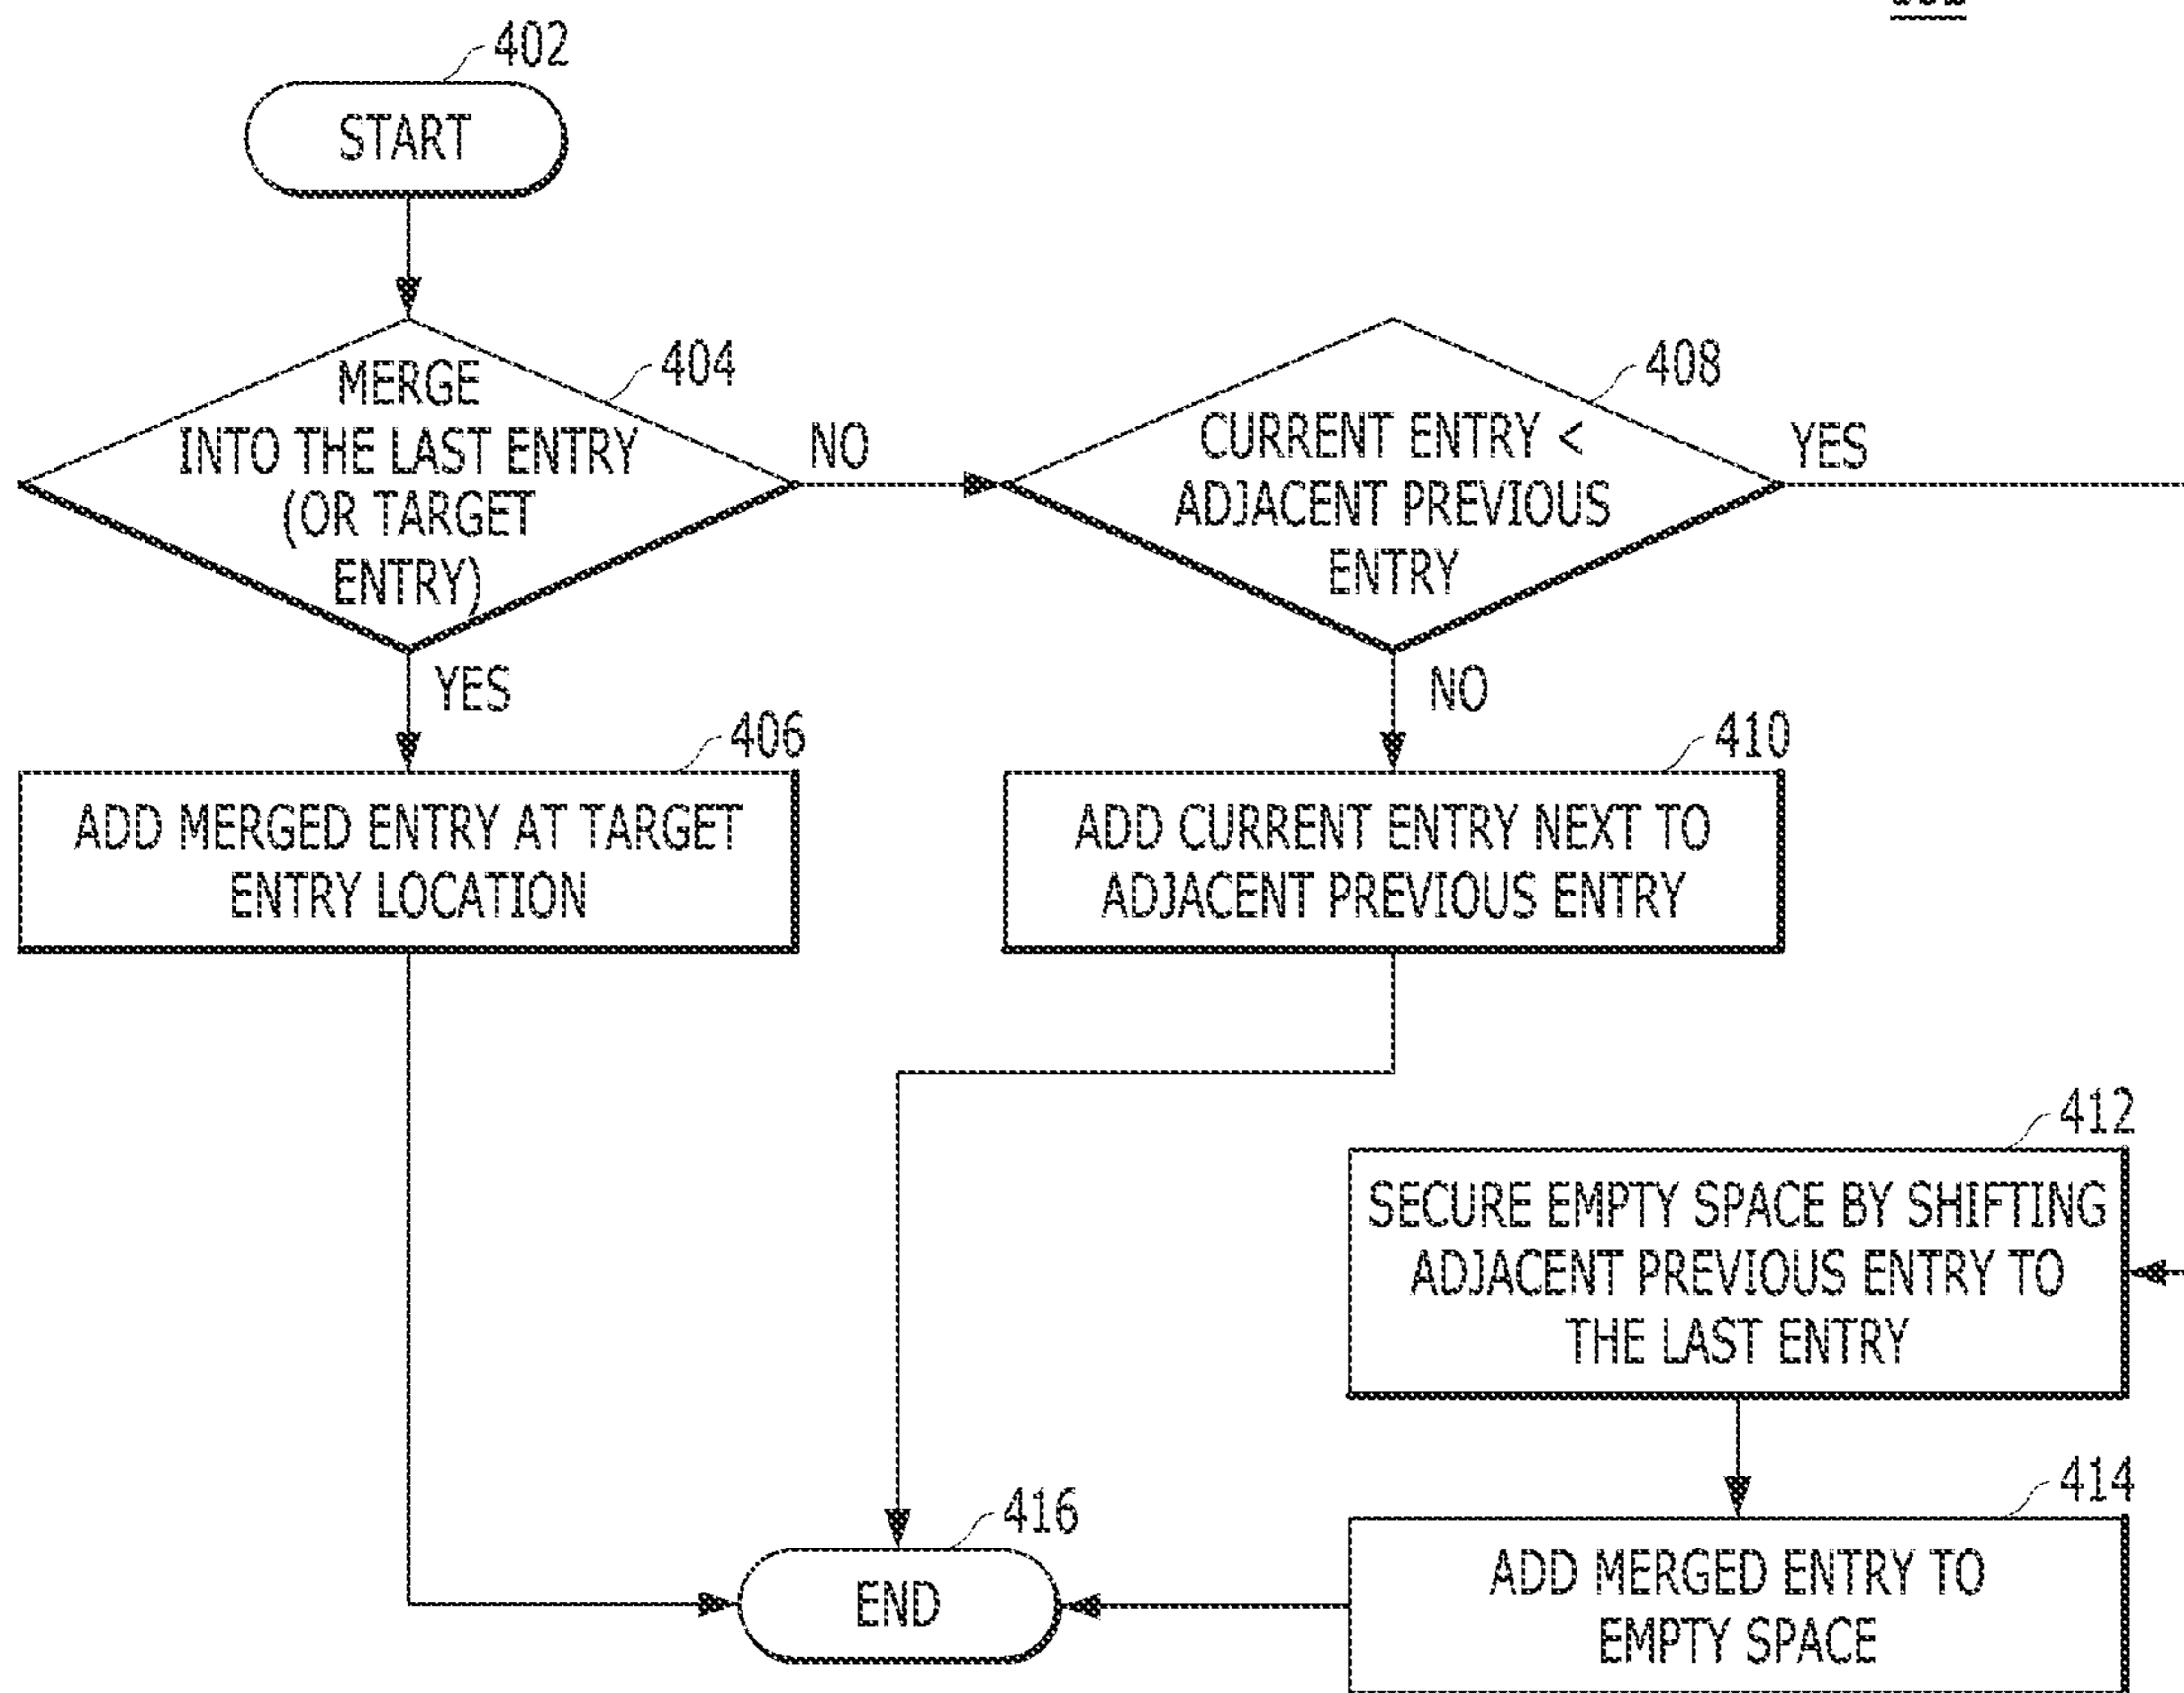 402
START
404
MERGE
INTO THE LAST ENTRY
(OR TARGET
ENTRY)
NO
408
CURRENT ENTRY <
ADJACENT PREVIOUS
ENTRY
YES
YES
NO
406
ADD MERGED ENTRY AT TARGET
ENTRY LOCATION
410
ADD CURRENT ENTRY NEXT TO
ADJACENT PREVIOUS ENTRY
412
SECURE EMPTY SPACE BY SHIFTING
ADJACENT PREVIOUS ENTRY TO
THE LAST ENTRY
414
ADD MERGED ENTRY TO
EMPTY SPACE
416
END